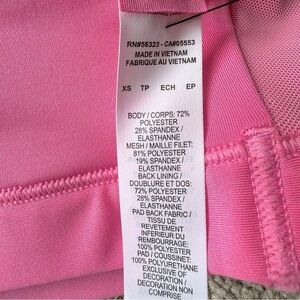 RN#56323 - CA#05553
MADE IN VIETNAM
FABRIQUE AU VIETNAM
XS TP ECH EP
BODY / CORPS: 72%
POLYESTER
28% SPANDEX /
ELASTHANNE
MESH / MAILLE FILET:
81% POLYESTER
19% SPANDEX /
ELASTHANNE
BACK LINING /
DOUBLURE ET DOS:
72% POLYESTER
28% SPANDEX /
ELASTHANNE
PAD BACK FABRIC /
TISSU DE
REVETEMENT
INFERIEUR DU
REMBOURRAGE:
100% POLYESTER
PAD / COUSSINET:
100% POLYURETHANE
EXCLUSIVE OF
DECORATION /
DECORATION NON
COMPRISE